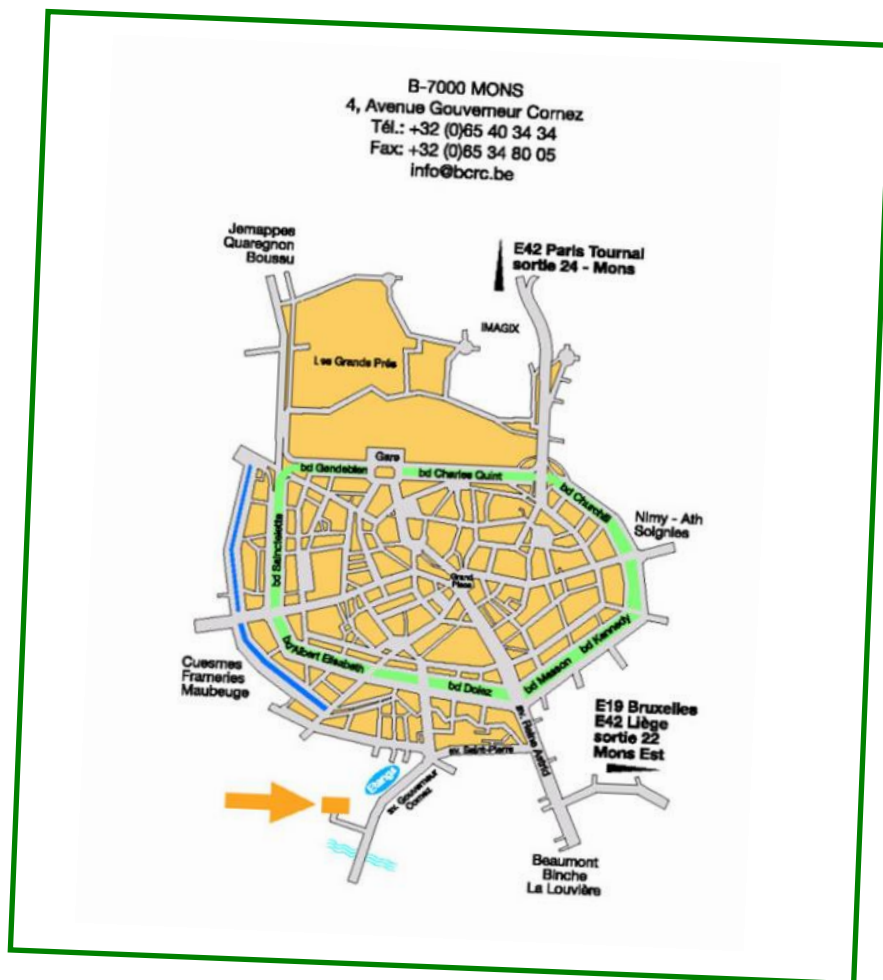 B-7000 MONS
4, Avenue Gouverneur Cornez
Tél.: +32 (0)65 40 34 34
Fax: +32 (0)65 34 80 05
info@bcrc.be
Jemappes
Quaregnon
Boussu
E42 Paris Tournai
sortie 24 - Mons
IMAGIX
Les Grands Prés
Gare
bd Gendebien
bd Charles Quint
bd Churchill
Nimy - Ath
Soignies
bd Sainctelette
Grand
Place
bd Albert Elisabeth
bd Dolez
bd Masson
bd Kennedy
Cuesmes
Frameries
Maubeuge
E19 Bruxelles
E42 Liège
sortie 22
Mons Est
av. Reine Astrid
av. Saint-Pierre
Etangs
av. Gouverneur
Cornez
Beaumont
Binche
La Louvière